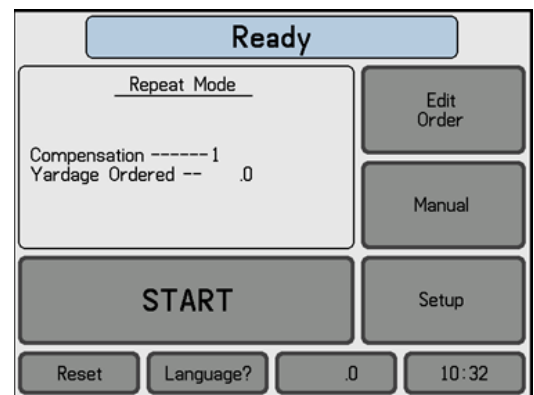 Ready
Repeat Mode
Compensation ------1
Yardage Ordered -- .0
Edit
Order
Manual
START
Setup
Reset
Language?
.0
10:32